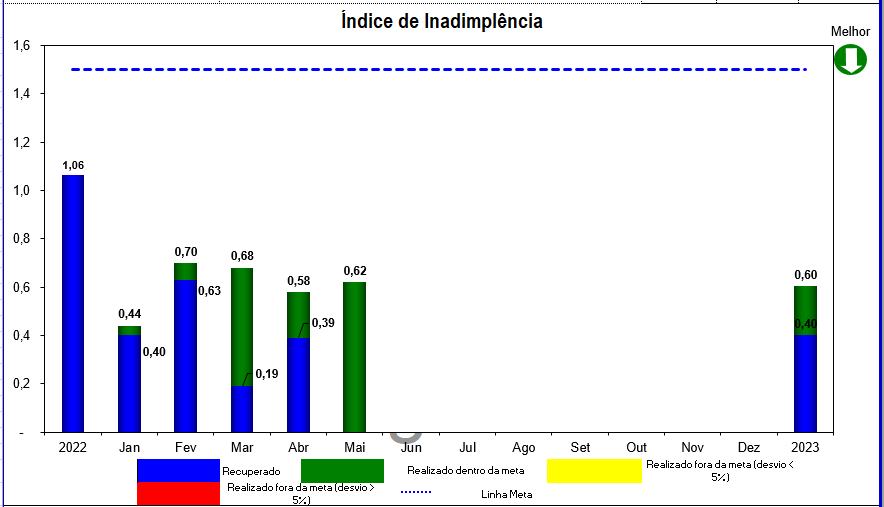 Índice de Inadimplência
Melhor
1,6
1,4
1,2
1,0
0,8
0,6
0,4
0,2
-
1,06
0,44
0,40
0,70
0,63
0,68
0,19
0,58
0,39
0,62
0,60
0,40
2022 Jan Fev Mar Abr Mai Jun Jul Ago Set Out Nov Dez 2023
Recuperado
Realizado dentro da meta
Realizado fora da meta (desvio <
5%)
Realizado fora da meta (desvio >
5%)
Linha Meta